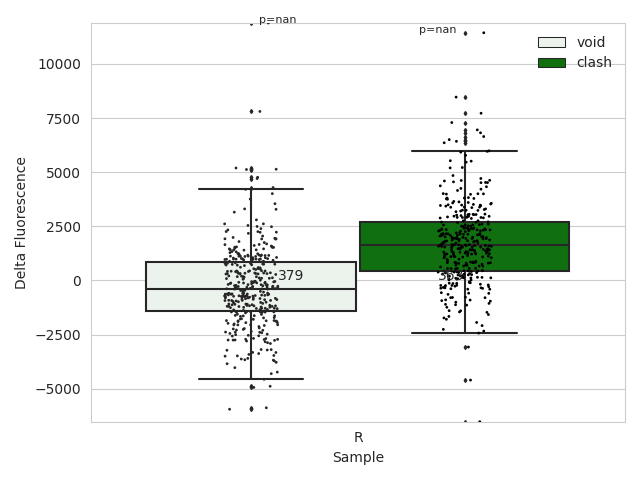 p=nan
p=nan
void
clash
10000
7500
5000
2500
0
−2500
−5000
379
Delta Fluorescence
R
Sample